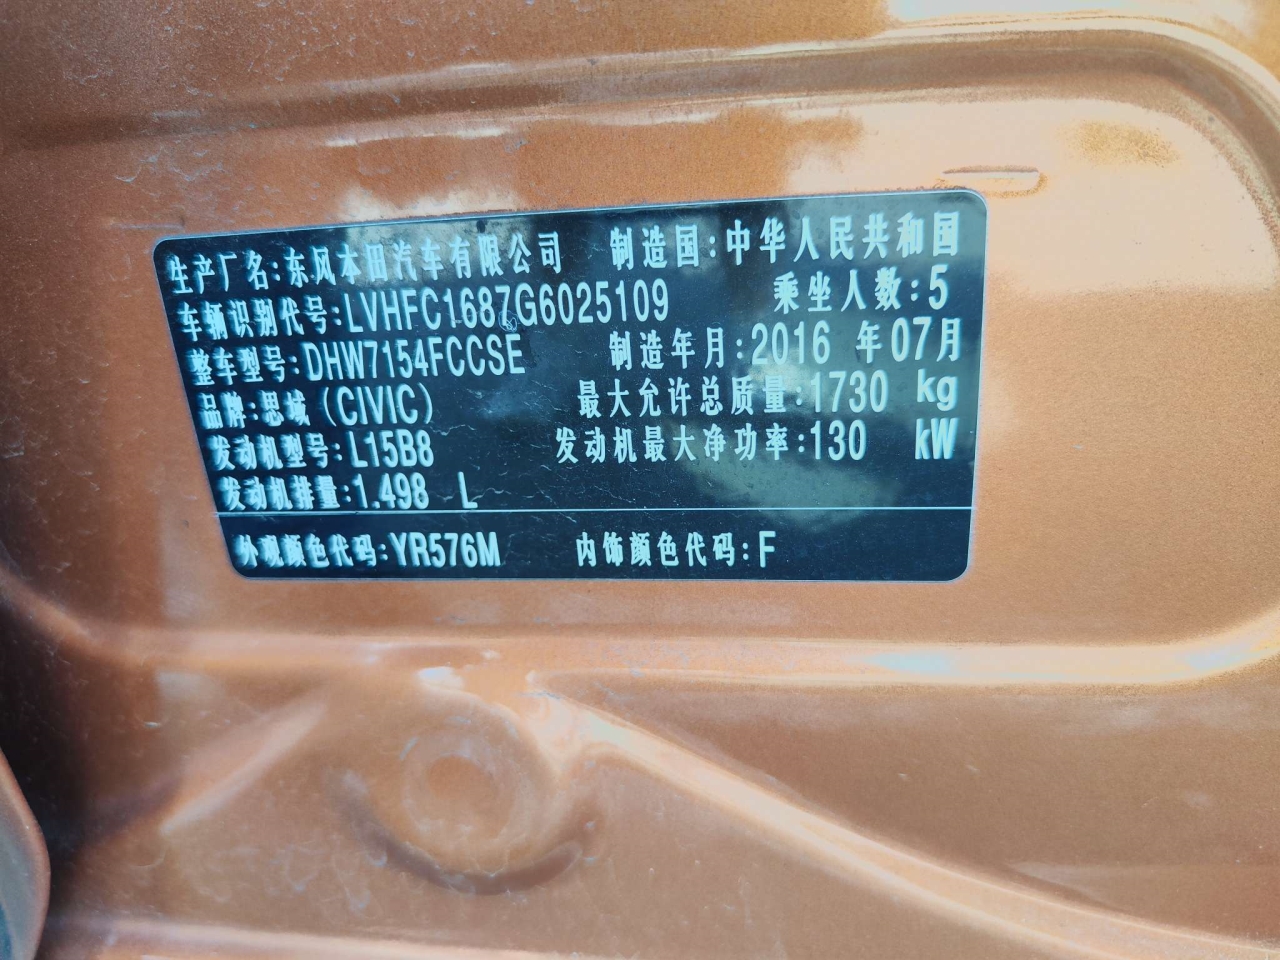 生产厂名:东风本田汽车有限公司 制造国:中华人民共和国
车辆识别代号:LVHFC1687G6025109 乘坐人数:5
整车型号:DHW7154FCCSE 制造年月:2016 年07月
品牌:思域 (CIVIC) 最大允许总质量:1730 kg
发动机型号:L15B8 发动机最大净功率:130 kW
发动机排量:1.498 L
外观颜色代码:YR576M 内饰颜色代码:F